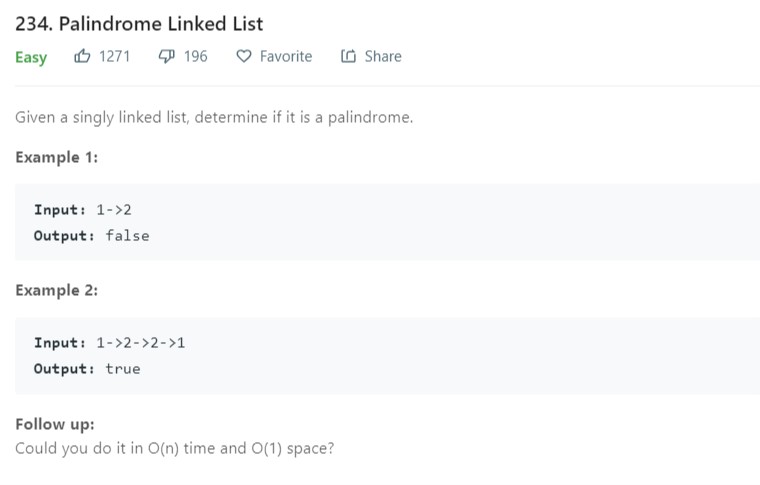 234. Palindrome Linked List
Easy 1271 196 Favorite Share
Given a singly linked list, determine if it is a palindrome.
Example 1:
Input: 1->2
Output: false
Example 2:
Input: 1->2->2->1
Output: true
Follow up:
Could you do it in O(n) time and O(1) space?